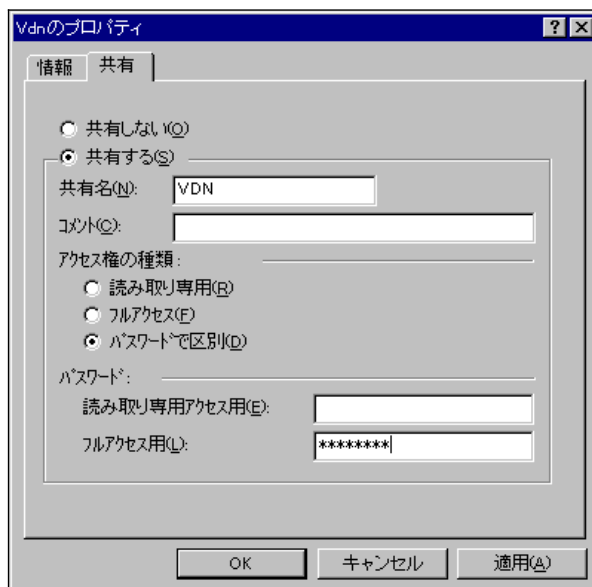 Vdnのプロパティ
情報 共有
共有しない(O)
共有する(S)
共有名(N): VDN
コメント(C):
アクセス権の種類:
読み取り専用(R)
フルアクセス(F)
パスワードで区別(D)
パスワード:
読み取り専用アクセス用(E):
フルアクセス用(L): ********
OK キャンセル 適用(A)